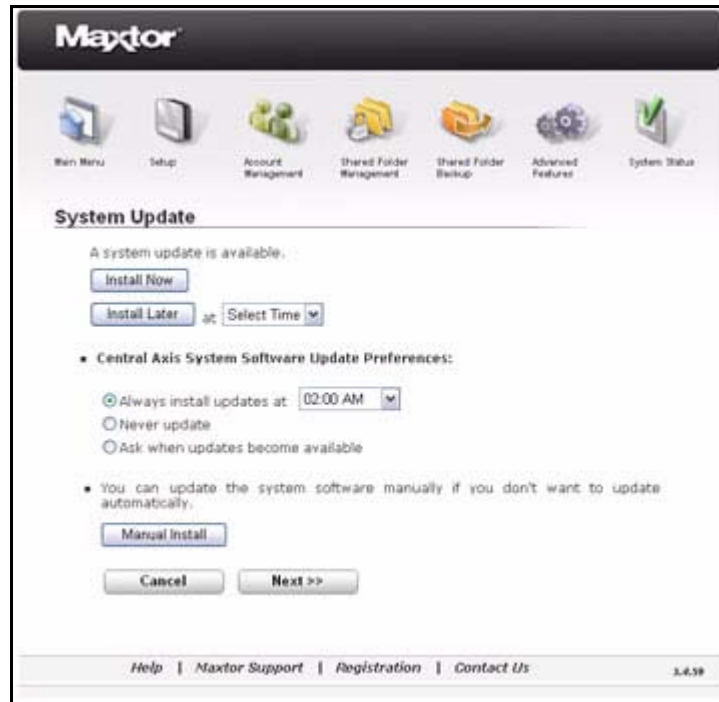 Maxtor
Main Menu
Setup
Account Management
Shared Folder Management
Shared Folder Backup
Advanced Features
System Status
System Update
A system update is available.
Install Now
Install Later at Select Time
Central Axis System Software Update Preferences:
Always install updates at 02:00 AM
Never update
Ask when updates become available
You can update the system software manually if you don't want to update
automatically.
Manual Install
Cancel Next >>
Help | Maxtor Support | Registration | Contact Us